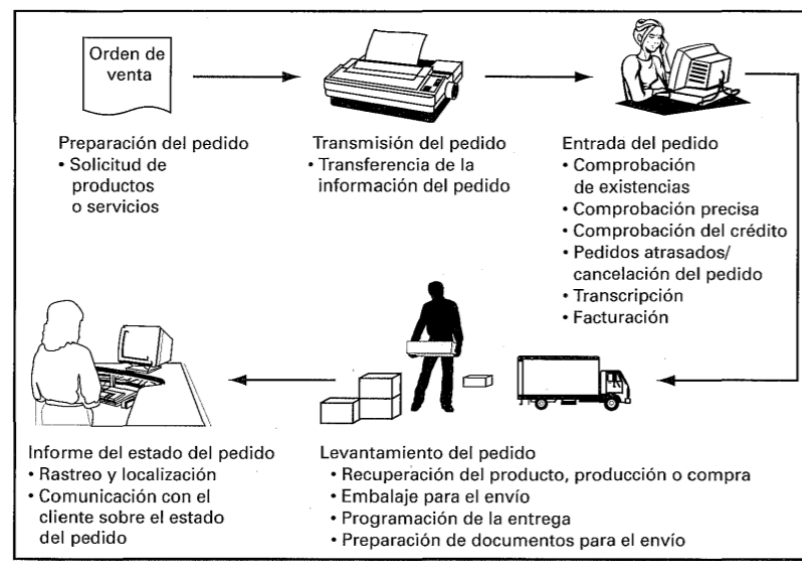 Orden de
venta
Preparación del pedido
• Solicitud de
productos
o servicios
Transmisión del pedido
• Transferencia de la
información del pedido
Entrada del pedido
• Comprobación
de existencias
• Comprobación precisa
• Comprobación del crédito
• Pedidos atrasados/
cancelación del pedido
• Transcripción
• Facturación
Informe del estado del pedido
• Rastreo y localización
• Comunicación con el
cliente sobre el estado
del pedido
Levantamiento del pedido
• Recuperación del producto, producción o compra
• Embalaje para el envío
• Programación de la entrega
• Preparación de documentos para el envío